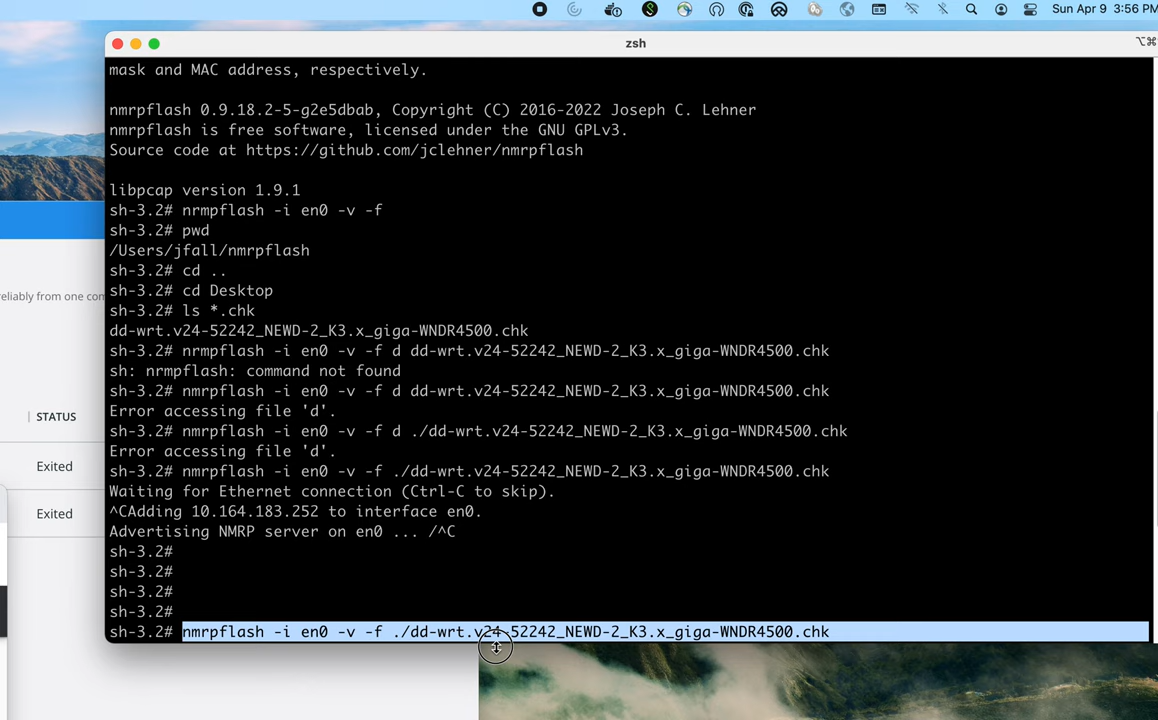 Sun Apr 9 3:56 PM
zsh
⌥⌘
mask and MAC address, respectively.
nmrpflash 0.9.18.2-5-g2e5dbab, Copyright (C) 2016-2022 Joseph C. Lehner
nmrpflash is free software, licensed under the GNU GPLv3.
Source code at https://github.com/jclehner/nmrpflash
libpcap version 1.9.1
sh-3.2# nrmpflash -i en0 -v -f
sh-3.2# pwd
/Users/jfall/nmrpflash
sh-3.2# cd ..
sh-3.2# cd Desktop
sh-3.2# ls *.chk
dd-wrt.v24-52242_NEWD-2_K3.x_giga-WNDR4500.chk
sh-3.2# nrmpflash -i en0 -v -f d dd-wrt.v24-52242_NEWD-2_K3.x_giga-WNDR4500.chk
sh: nrmpflash: command not found
sh-3.2# nmrpflash -i en0 -v -f d dd-wrt.v24-52242_NEWD-2_K3.x_giga-WNDR4500.chk
Error accessing file 'd'.
sh-3.2# nmrpflash -i en0 -v -f d ./dd-wrt.v24-52242_NEWD-2_K3.x_giga-WNDR4500.chk
Error accessing file 'd'.
sh-3.2# nmrpflash -i en0 -v -f ./dd-wrt.v24-52242_NEWD-2_K3.x_giga-WNDR4500.chk
Waiting for Ethernet connection (Ctrl-C to skip).
^CAdding 10.164.183.252 to interface en0.
Advertising NMRP server on en0 ... /^C
sh-3.2#
sh-3.2#
sh-3.2#
sh-3.2#
sh-3.2# nmrpflash -i en0 -v -f ./dd-wrt.v24-52242_NEWD-2_K3.x_giga-WNDR4500.chk
reliably from one con
STATUS
Exited
Exited